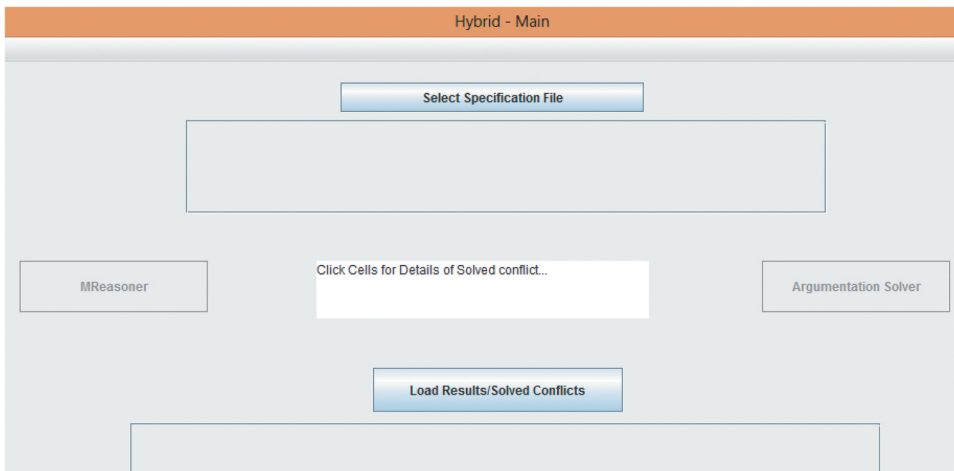 Hybrid - Main
Select Specification File
Click Cells for Details of Solved conflict...
MReasoner
Argumentation Solver
Load Results/Solved Conflicts